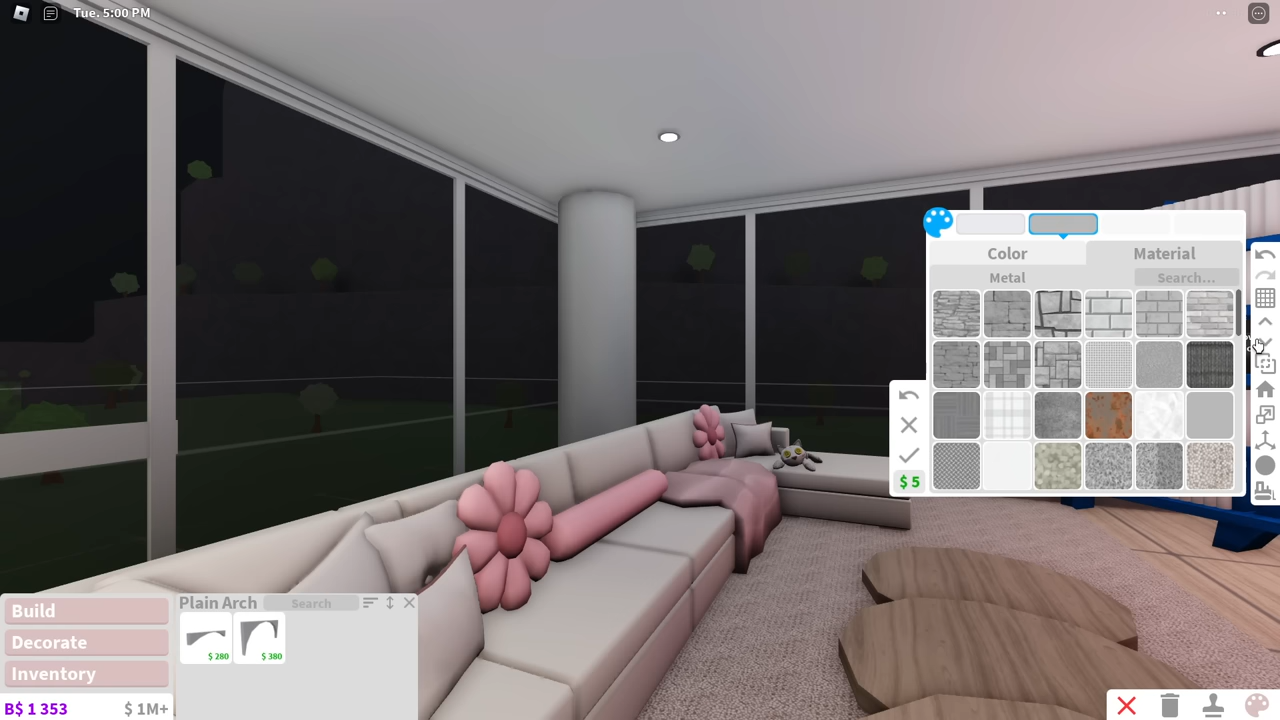 Tue. 5:00 PM
Color
Material
Metal
Search...
$ 5
Build
Decorate
Inventory
Plain Arch
Search
$ 280
$ 380
B$ 1 353
$ 1M+